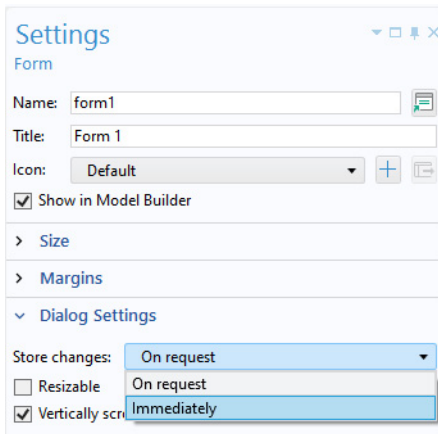 Settings
Form
Name: form1
Title: Form 1
Icon: Default
Show in Model Builder
Size
Margins
Dialog Settings
Store changes: On request
Resizable On request
Vertically Immediately